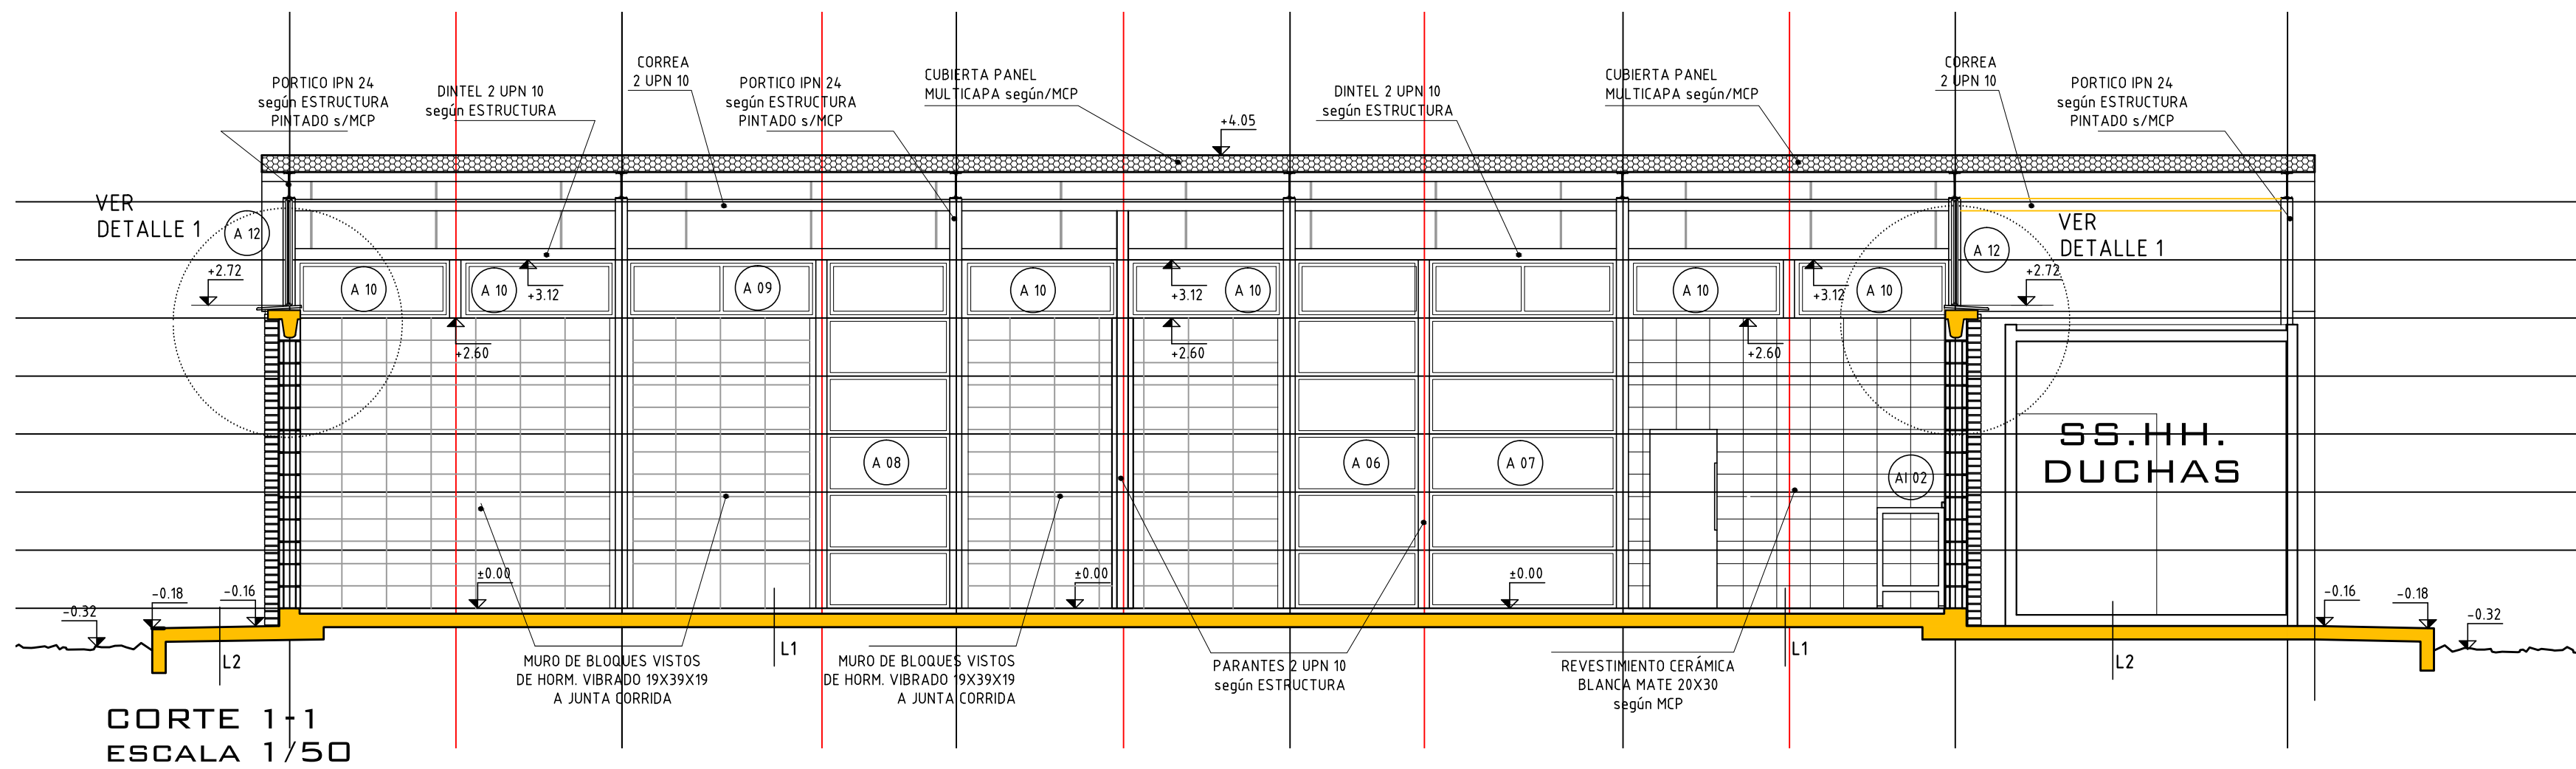 PORTICO IPN 24
según ESTRUCTURA
PINTADO s/MCP
DINTEL 2 UPN 10
según ESTRUCTURA
CORREA
2 UPN 10
PORTICO IPN 24
según ESTRUCTURA
PINTADO s/MCP
CUBIERTA PANEL
MULTICAPA según/MCP
+4.05
DINTEL 2 UPN 10
según ESTRUCTURA
CUBIERTA PANEL
MULTICAPA según/MCP
CORREA
2 UPN 10
PORTICO IPN 24
según ESTRUCTURA
PINTADO s/MCP
VER
DETALLE 1
A 12
+2.72
A 10
A 10
+3.12
A 09
A 10
+3.12
A 10
A 10
+3.12
A 10
A 12
VER
DETALLE 1
+2.72
+2.60
+2.60
+2.60
A 08
A 06
A 07
AI 02
SS.HH.
DUCHAS
-0.32
-0.18
-0.16
±0.00
±0.00
±0.00
-0.16
-0.18
-0.32
L2
L1
L1
L2
MURO DE BLOQUES VISTOS
DE HORM. VIBRADO 19X39X19
A JUNTA CORRIDA
MURO DE BLOQUES VISTOS
DE HORM. VIBRADO 19X39X19
A JUNTA CORRIDA
PARANTES 2 UPN 10
según ESTRUCTURA
REVESTIMIENTO CERÁMICA
BLANCA MATE 20X30
según MCP
CORTE 1-1
ESCALA 1/50